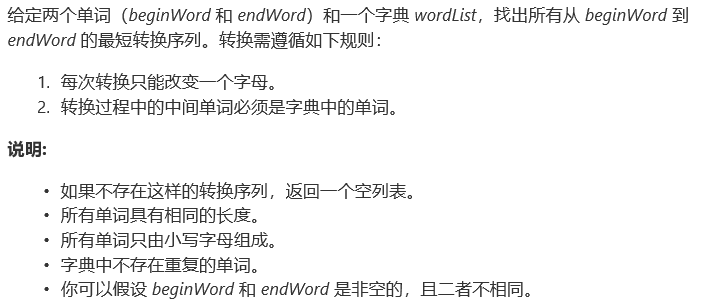 给定两个单词（beginWord 和 endWord）和一个字典 wordList，找出所有从 beginWord 到
endWord 的最短转换序列。转换需遵循如下规则：
1. 每次转换只能改变一个字母。
2. 转换过程中的中间单词必须是字典中的单词。
说明:
• 如果不存在这样的转换序列，返回一个空列表。
• 所有单词具有相同的长度。
• 所有单词只由小写字母组成。
• 字典中不存在重复的单词。
• 你可以假设 beginWord 和 endWord 是非空的，且二者不相同。